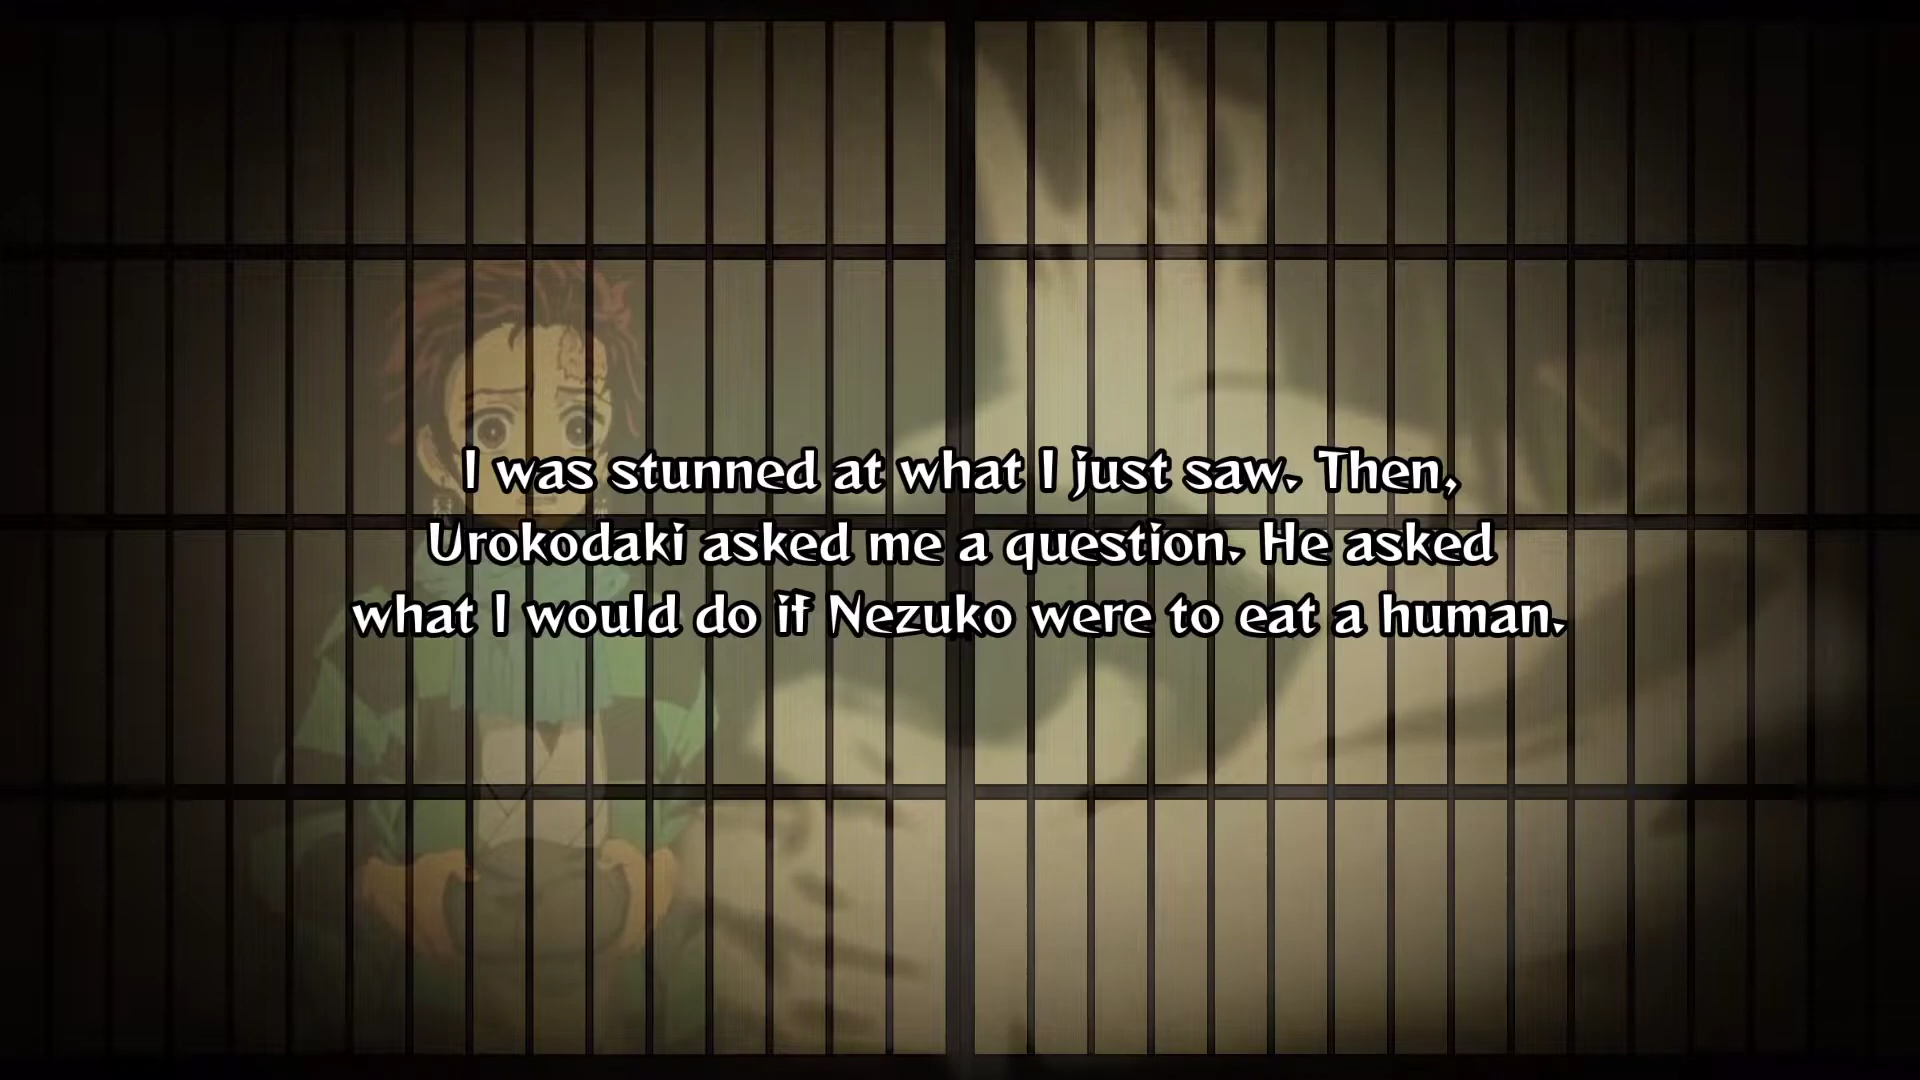 I was stunned at what I just saw. Then,
Urokodaki asked me a question. He asked
what I would do if Nezuko were to eat a human.